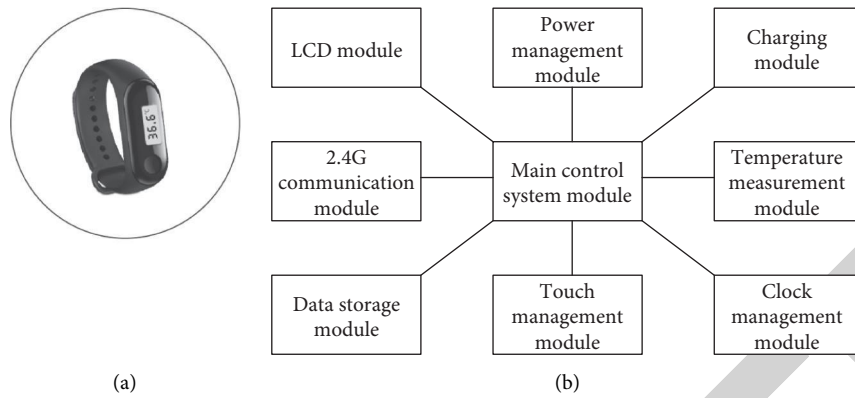 36.6
°C
LCD module
Power
management
module
Charging
module
2.4G
communication
module
Main control
system module
Temperature
measurement
module
Data storage
module
Touch
management
module
Clock
management
module
(a)
(b)